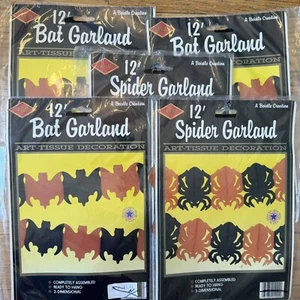 12'
Bat Garland
12'
Bat Garland
A Beistle Creation
12'
Spider Garland
A Beistle Creation
12'
Bat Garland
ART-TISSUE DECORATION
COMPLETELY ASSEMBLED
READY TO HANG
3-DIMENSIONAL
A Beistle Creation
12'
Spider Garland
ART-TISSUE DECORATION
COMPLETELY ASSEMBLED
READY TO HANG
3-DIMENSIONAL